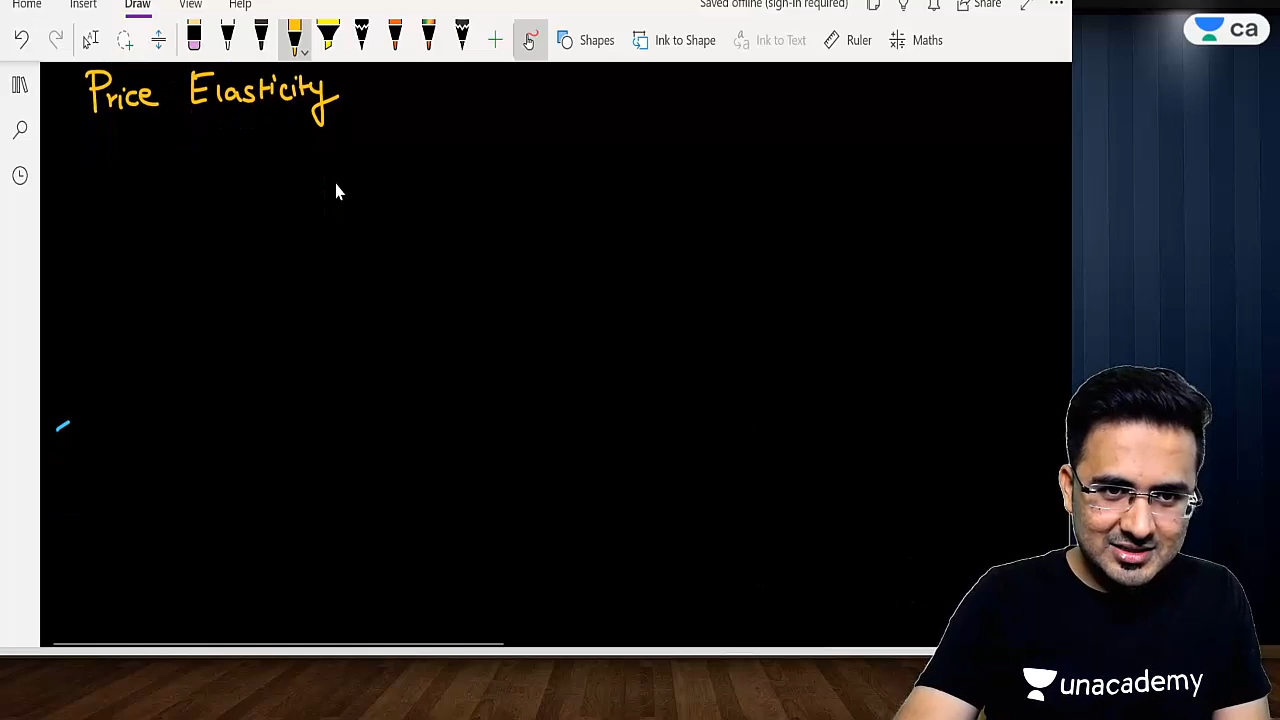 Home Insert Draw View Help Saved offline (sign-in required) Share
Shapes Ink to Shape Ink to Text Ruler Maths
ca
Price Elasticity
unacademy